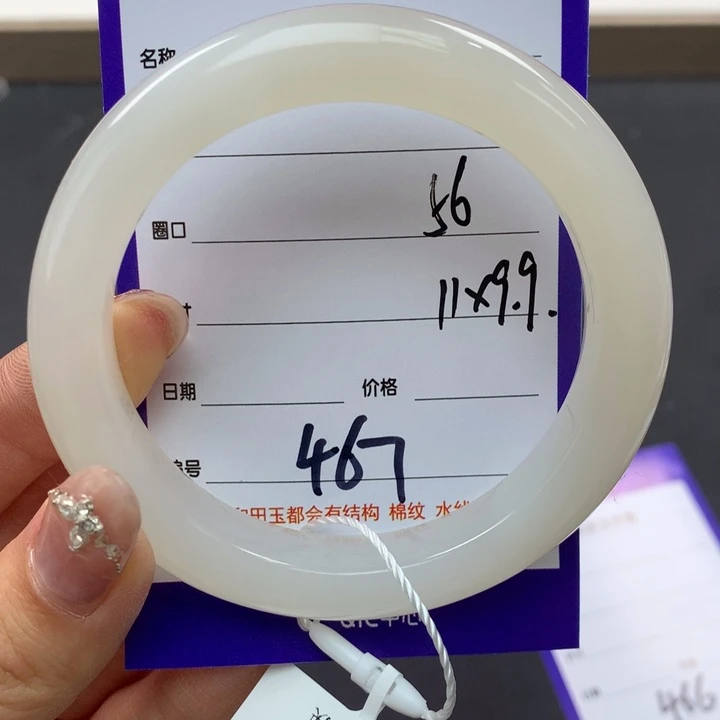 名称
圈口 56
11×9.9.
日期 价格
编号 467
和田玉都会有结构 棉纹 水线
466